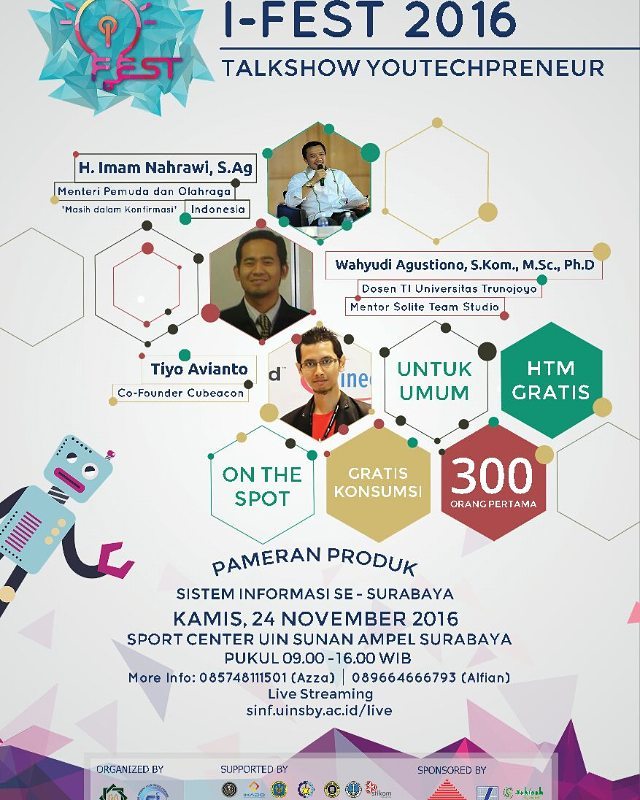 I-FEST 2016
FEST
TALKSHOW YOUTECHPRENEUR
H. Imam Nahrawi, S.Ag
Menteri Pemuda dan Olahraga
"Masih dalam Konfirmasi" Indonesia
Wahyudi Agustiono, S.Kom., M.Sc., Ph.D
Dosen TI Universitas Trunojoyo
Mentor Solite Team Studio
Tiyo Avianto
Co-Founder Cubeacon
UNTUK
UMUM
HTM
GRATIS
ON THE
SPOT
GRATIS
KONSUMSI
300
ORANG PERTAMA
PAMERAN PRODUK
SISTEM INFORMASI SE - SURABAYA
KAMIS, 24 NOVEMBER 2016
SPORT CENTER UIN SUNAN AMPEL SURABAYA
PUKUL 09.00 -16.00 WIB
More Info: 085748111501 (Azza) | 089664666793 (Alfian)
Live Streaming
sinf.uinsby.ac.id/live
ORGANIZED BY
SUPPORTED BY
SPONSORED BY
FEST
stikom